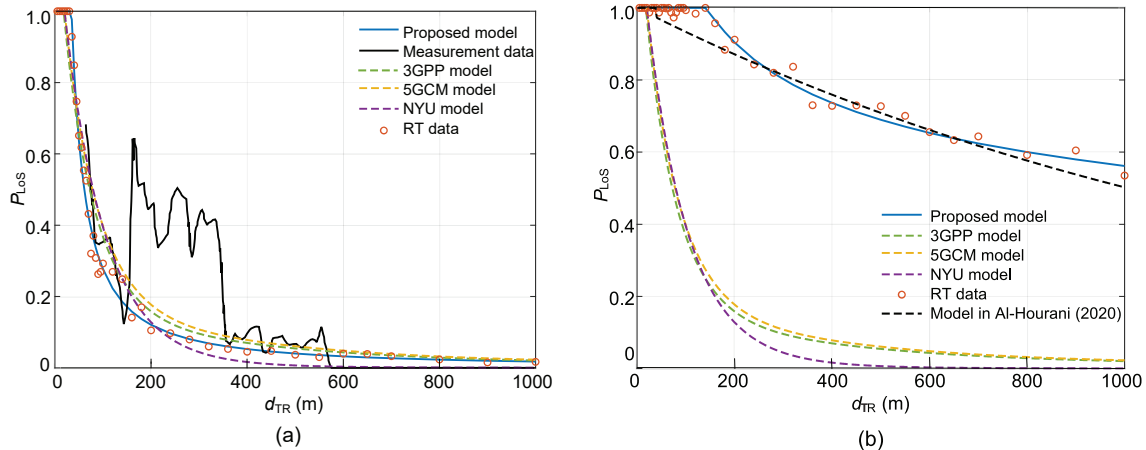 1.0
0.8
0.6
0.4
0.2
0
P_LoS
0 200 400 600 800 1000
d_TR (m)
Proposed model
Measurement data
3GPP model
5GCM model
NYU model
RT data
(a)
1.0
0.8
0.6
0.4
0.2
0
P_LoS
0 200 400 600 800 1000
d_TR (m)
Proposed model
3GPP model
5GCM model
NYU model
RT data
Model in Al-Hourani (2020)
(b)